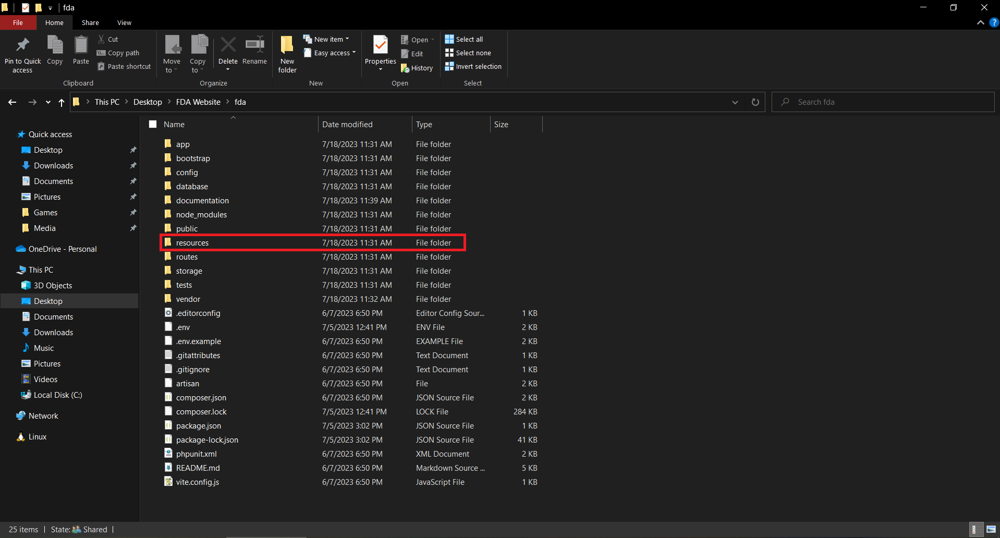 fda
File Home Share View
Pin to Quick access
Copy
Paste
Cut
Copy path
Paste shortcut
Clipboard
Move to
Copy to
Delete
Rename
Organize
New folder
New item
Easy access
New
Properties
Open
Edit
History
Open
Select all
Select none
Invert selection
Select
This PC > Desktop > FDA Website > fda
Search fda
Quick access
Desktop
Downloads
Documents
Pictures
Games
Media
OneDrive - Personal
This PC
3D Objects
Desktop
Documents
Downloads
Music
Pictures
Videos
Local Disk (C:)
Network
Linux
Name Date modified Type Size
app 7/18/2023 11:31 AM File folder
bootstrap 7/18/2023 11:31 AM File folder
config 7/18/2023 11:31 AM File folder
database 7/18/2023 11:31 AM File folder
documentation 7/18/2023 11:39 AM File folder
node_modules 7/18/2023 11:31 AM File folder
public 7/18/2023 11:31 AM File folder
resources 7/18/2023 11:31 AM File folder
routes 7/18/2023 11:31 AM File folder
storage 7/18/2023 11:31 AM File folder
tests 7/18/2023 11:31 AM File folder
vendor 7/18/2023 11:32 AM File folder
.editorconfig 6/7/2023 6:50 PM Editor Config Sour... 1 KB
.env 7/5/2023 12:41 PM ENV File 2 KB
.env.example 6/7/2023 6:50 PM EXAMPLE File 2 KB
.gitattributes 6/7/2023 6:50 PM Text Document 1 KB
.gitignore 6/7/2023 6:50 PM Text Document 1 KB
artisan 6/7/2023 6:50 PM File 2 KB
composer.json 6/7/2023 6:50 PM JSON Source File 2 KB
composer.lock 7/5/2023 12:41 PM LOCK File 284 KB
package.json 7/5/2023 3:02 PM JSON Source File 1 KB
package-lock.json 7/5/2023 3:02 PM JSON Source File 41 KB
phpunit.xml 6/7/2023 6:50 PM XML Document 2 KB
README.md 6/7/2023 6:50 PM Markdown Source ... 5 KB
vite.config.js 6/7/2023 6:50 PM JavaScript File 1 KB
25 items State: Shared